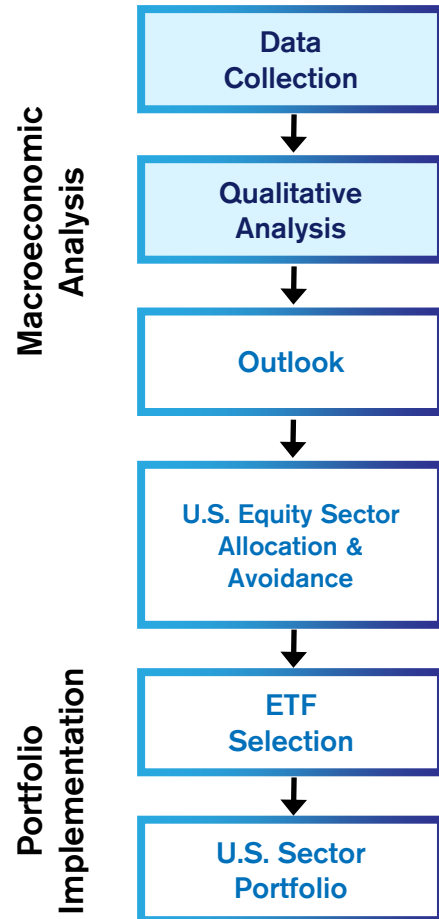 Macroeconomic
Analysis
Data
Collection
Qualitative
Analysis
Outlook
U.S. Equity Sector
Allocation &
Avoidance
Portfolio
Implementation
ETF
Selection
U.S. Sector
Portfolio